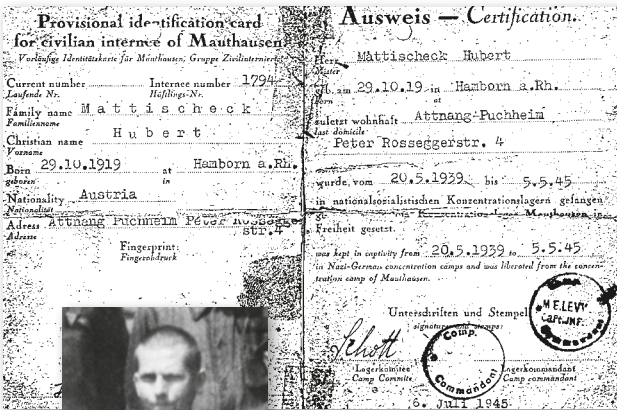 Provisional identification card
for civilian internee of Mauthausen
Vorläufige Identitätskarte für Mauthausen, Gruppe Zivilinternierte
Current number Internee number 1794
Laufende Nr. Häftlings-Nr.
Family name Mattischeck
Familienname
Christian name Hubert
Vorname
Born 29.10.1919 at Hamborn a.Rh.
geboren in
Nationality Austria
Nationalität
Adress Attnang Puchheim Peter Rossegge
Adresse str.4
Fingerprint:
Fingerabdruck
Ausweis — Certification.
Herr Mattischeck Hubert
Mister
geb. am 29.10.19 in Hamborn a.Rh.
born at
zuletzt wohnhaft Attnang-Puchheim
last domicile
Peter Roseggerstr. 4
wurde vom 20.5.1939 bis 5.5.45
in nationalsozialistischen Konzentrationslagern gefangen
Mauthausen in
Freiheit gesetzt.
was kept in captivity from 20.5.1939 to 5.5.45
in Nazi-German concentration camps and was liberated from the concen-
tration camp of Mauthausen.
Unterschriften und Stempel
signature and stamps:
Schott
Lagerkomitee Lagerkommandant
Camp Commite Camp commandant
Comp.
Commandant
M.E.LEVY
Capt. INF.
Commandant
6. Juli 1945